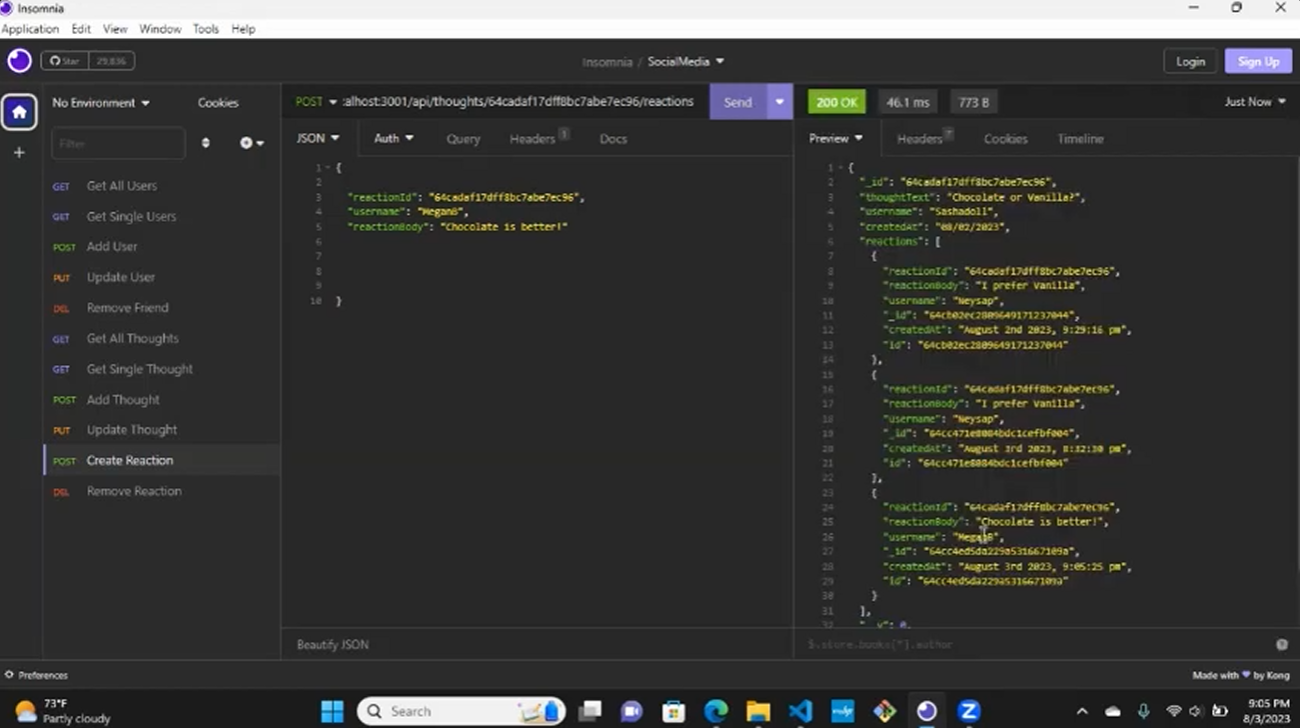 Insomnia
Application Edit View Window Tools Help
Star 29,836
Insomnia / SocialMedia
Login
Sign Up
No Environment
Cookies
Filter
GET Get All Users
GET Get Single Users
POST Add User
PUT Update User
DEL Remove Friend
GET Get All Thoughts
GET Get Single Thought
POST Add Thought
PUT Update Thought
POST Create Reaction
DEL Remove Reaction
POST :alhost:3001/api/thoughts/64cadaf17dff8bc7abe7ec96/reactions
Send
JSON Auth Query Headers 1 Docs
1 {
2
3 "reactionId": "64cadaf17dff8bc7abe7ec96",
4 "username": "MeganB",
5 "reactionBody": "Chocolate is better!"
6
7
8
9
10 }
Beautify JSON
200 OK 46.1 ms 773 B
Just Now
Preview Headers 7 Cookies Timeline
1 {
2 "_id": "64cadaf17dff8bc7abe7ec96",
3 "thoughtText": "Chocolate or Vanilla?",
4 "username": "Sashadoll",
5 "createdAt": "08/02/2023",
6 "reactions": [
7 {
8 "reactionId": "64cadaf17dff8bc7abe7ec96",
9 "reactionBody": "I prefer Vanilla",
10 "username": "Neysap",
11 "_id": "64cb02ec2809649171237044",
12 "createdAt": "August 2nd 2023, 9:29:16 pm",
13 "id": "64cb02ec2809649171237044"
14 },
15 {
16 "reactionId": "64cadaf17dff8bc7abe7ec96",
17 "reactionBody": "I prefer Vanilla",
18 "username": "Neysap",
19 "_id": "64cc471e8084bdc1cefbf004",
20 "createdAt": "August 3rd 2023, 8:32:30 pm",
21 "id": "64cc471e8084bdc1cefbf004"
22 },
23 {
24 "reactionId": "64cadaf17dff8bc7abe7ec96",
25 "reactionBody": "Chocolate is better!",
26 "username": "MeganB",
27 "_id": "64cc4ed5da229a531667109a",
28 "createdAt": "August 3rd 2023, 9:05:25 pm",
29 "id": "64cc4ed5da229a531667109a"
30 }
31 ],
32 "__v": 0,
$.store.books[*].author
Preferences
Made with ♥ by Kong
73°F
Partly cloudy
Search
9:05 PM
8/3/2023